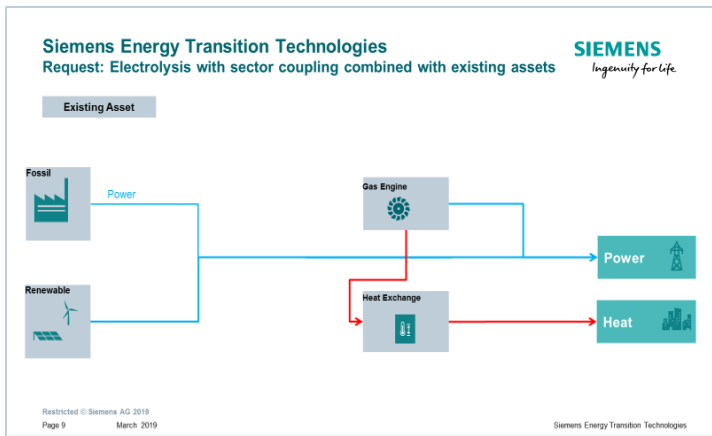 Siemens Energy Transition Technologies
Request: Electrolysis with sector coupling combined with existing assets
SIEMENS
Ingenuity for life
Existing Asset
Fossil
Power
Gas Engine
Power
Renewable
Heat Exchange
Heat
Restricted © Siemens AG 2019
Page 9 March 2019 Siemens Energy Transition Technologies